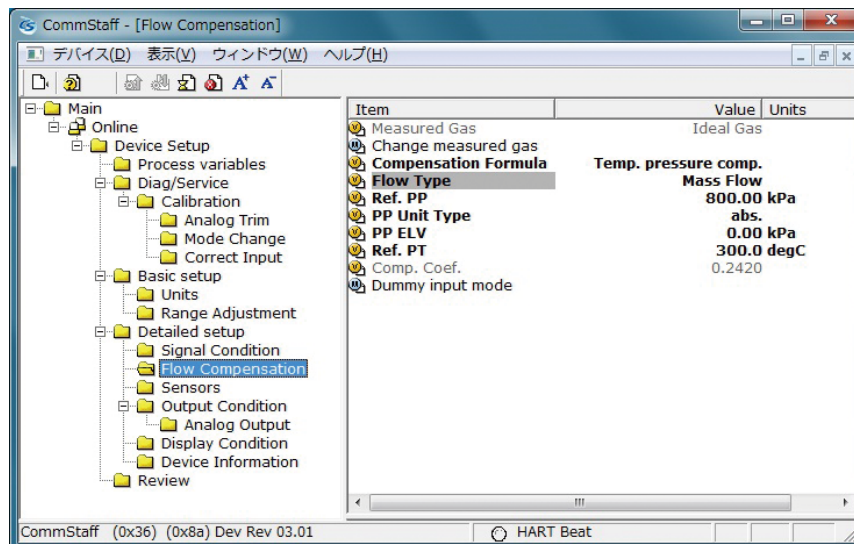 CommStaff - [Flow Compensation]
デバイス(D) 表示(V) ウィンドウ(W) ヘルプ(H)
Main
Online
Device Setup
Process variables
Diag/Service
Calibration
Analog Trim
Mode Change
Correct Input
Basic setup
Units
Range Adjustment
Detailed setup
Signal Condition
Flow Compensation
Sensors
Output Condition
Analog Output
Display Condition
Device Information
Review
Item Value Units
Measured Gas Ideal Gas
Change measured gas
Compensation Formula Temp. pressure comp.
Flow Type Mass Flow
Ref. PP 800.00 kPa
PP Unit Type abs.
PP ELV 0.00 kPa
Ref. PT 300.0 degC
Comp. Coef. 0.2420
Dummy input mode
CommStaff (0x36) (0x8a) Dev Rev 03.01 HART Beat